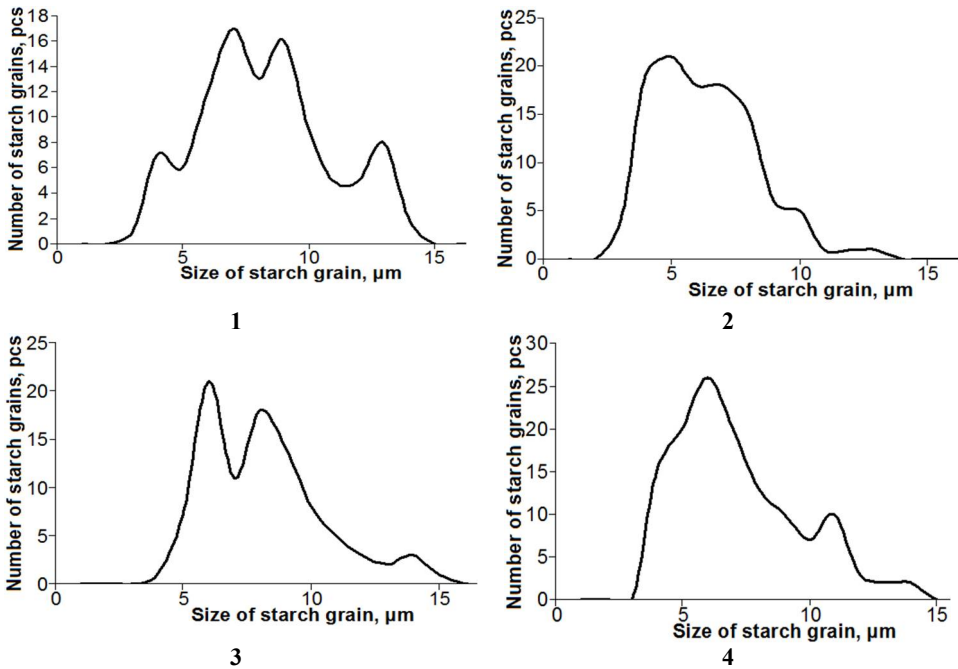 Number of starch grains, pcs
18
16
14
12
10
8
6
4
2
0
0 5 10 15
Size of starch grain, µm
1
Number of starch grains, pcs
25
20
15
10
5
0
0 5 10 15
Size of starch grain, µm
2
Number of starch grains, pcs
25
20
15
10
5
0
0 5 10 15
Size of starch grain, µm
3
Number of starch grains, pcs
30
25
20
15
10
5
0
0 5 10 15
Size of starch grain, µm
4